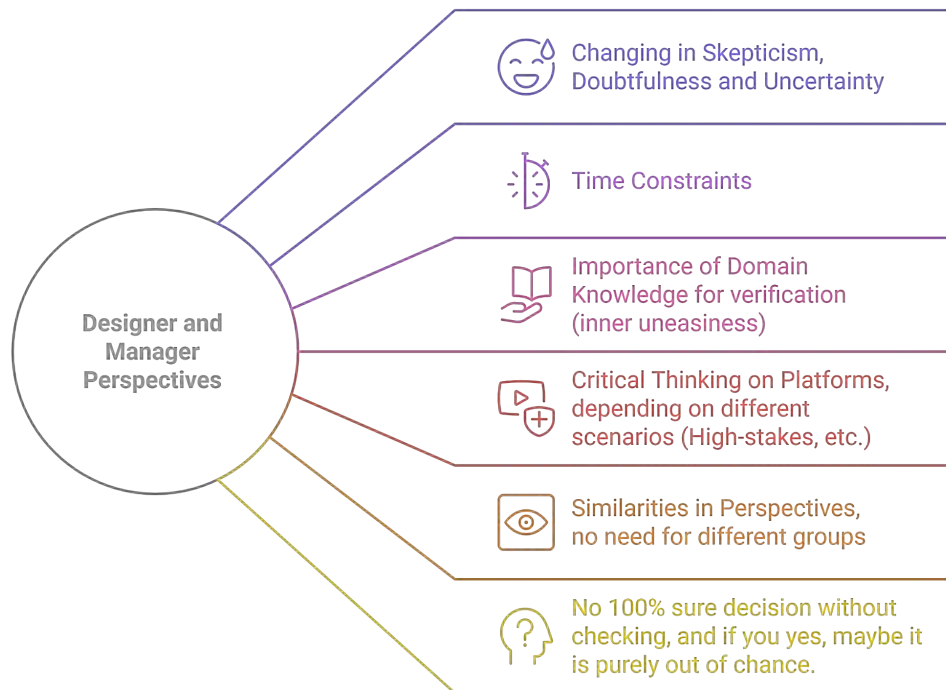 Changing in Skepticism,
Doubtfulness and Uncertainty
Time Constraints
Importance of Domain
Knowledge for verification
(inner uneasiness)
Designer and
Manager
Perspectives
Critical Thinking on Platforms,
depending on different
scenarios (High-stakes, etc.)
Similarities in Perspectives,
no need for different groups
No 100% sure decision without
checking, and if you yes, maybe it
is purely out of chance.